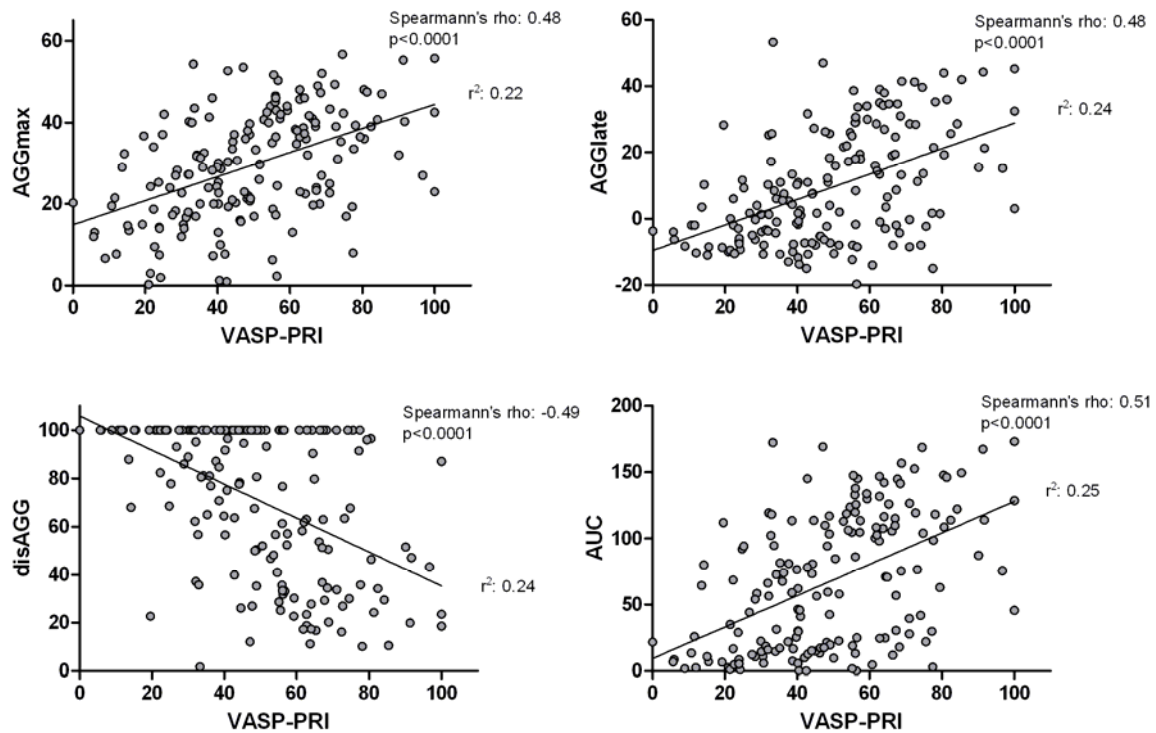 Spearmann's rho: 0.48
p<0.0001
r²: 0.22
AGGmax
60
40
20
0
0 20 40 60 80 100
VASP-PRI
Spearmann's rho: 0.48
p<0.0001
r²: 0.24
AGGlate
60
40
20
0
-20
0 20 40 60 80 100
VASP-PRI
Spearmann's rho: -0.49
p<0.0001
r²: 0.24
disAGG
100
80
60
40
20
0
0 20 40 60 80 100
VASP-PRI
Spearmann's rho: 0.51
p<0.0001
r²: 0.25
AUC
200
150
100
50
0
0 20 40 60 80 100
VASP-PRI